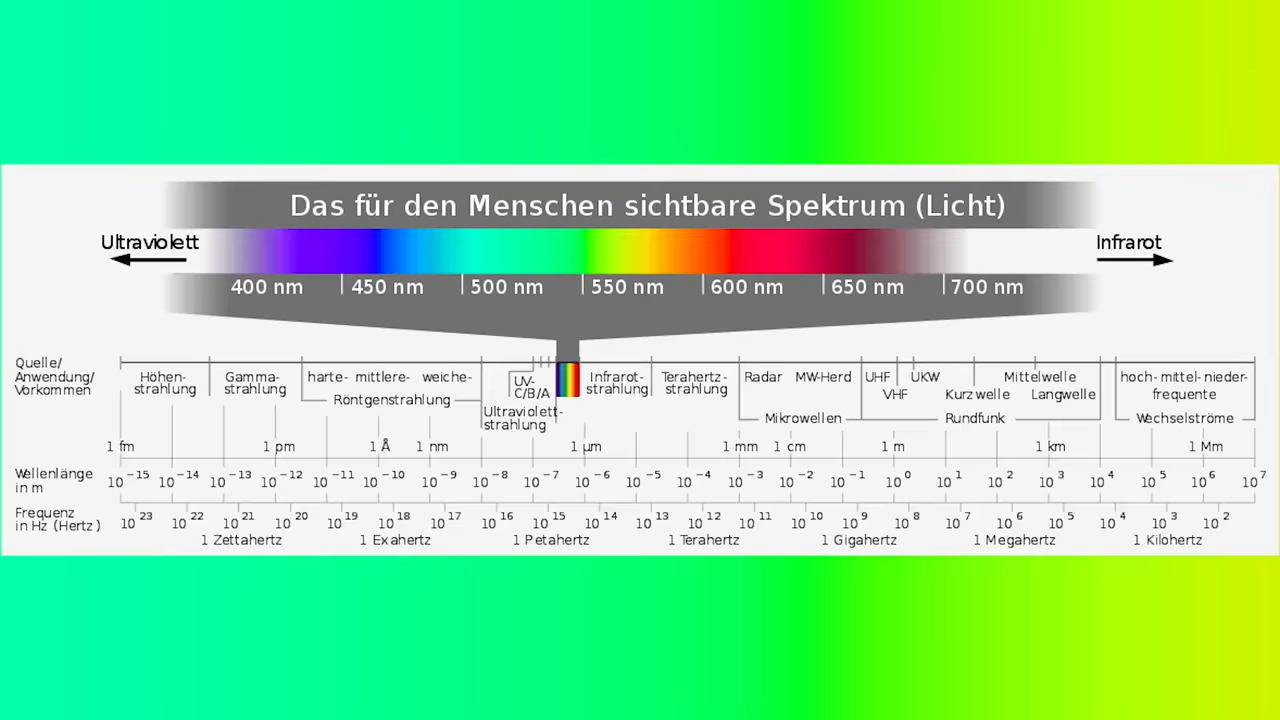 Das für den Menschen sichtbare Spektrum (Licht)
Ultraviolett
Infrarot
400 nm 450 nm 500 nm 550 nm 600 nm 650 nm 700 nm
Quelle/
Anwendung/
Vorkommen
Höhen-
strahlung
Gamma-
strahlung
harte- mittlere- weiche-
Röntgenstrahlung
UV-
C/B/A
Ultraviolett-
strahlung
Infrarot-
strahlung
Terahertz-
strahlung
Radar MW-Herd
Mikrowellen
UHF UKW Mittelwelle
VHF Kurzwelle Langwelle
Rundfunk
hoch- mittel- nieder-
frequente
Wechselströme
1 fm 1 pm 1 Å 1 nm 1 µm 1 mm 1 cm 1 m 1 km 1 Mm
Wellenlänge
in m
10⁻¹⁵ 10⁻¹⁴ 10⁻¹³ 10⁻¹² 10⁻¹¹ 10⁻¹⁰ 10⁻⁹ 10⁻⁸ 10⁻⁷ 10⁻⁶ 10⁻⁵ 10⁻⁴ 10⁻³ 10⁻² 10⁻¹ 10⁰ 10¹ 10² 10³ 10⁴ 10⁵ 10⁶ 10⁷
Frequenz
in Hz (Hertz)
10²³ 10²² 10²¹ 10²⁰ 10¹⁹ 10¹⁸ 10¹⁷ 10¹⁶ 10¹⁵ 10¹⁴ 10¹³ 10¹² 10¹¹ 10¹⁰ 10⁹ 10⁸ 10⁷ 10⁶ 10⁵ 10⁴ 10³ 10²
1 Zettahertz 1 Exahertz 1 Petahertz 1 Terahertz 1 Gigahertz 1 Megahertz 1 Kilohertz